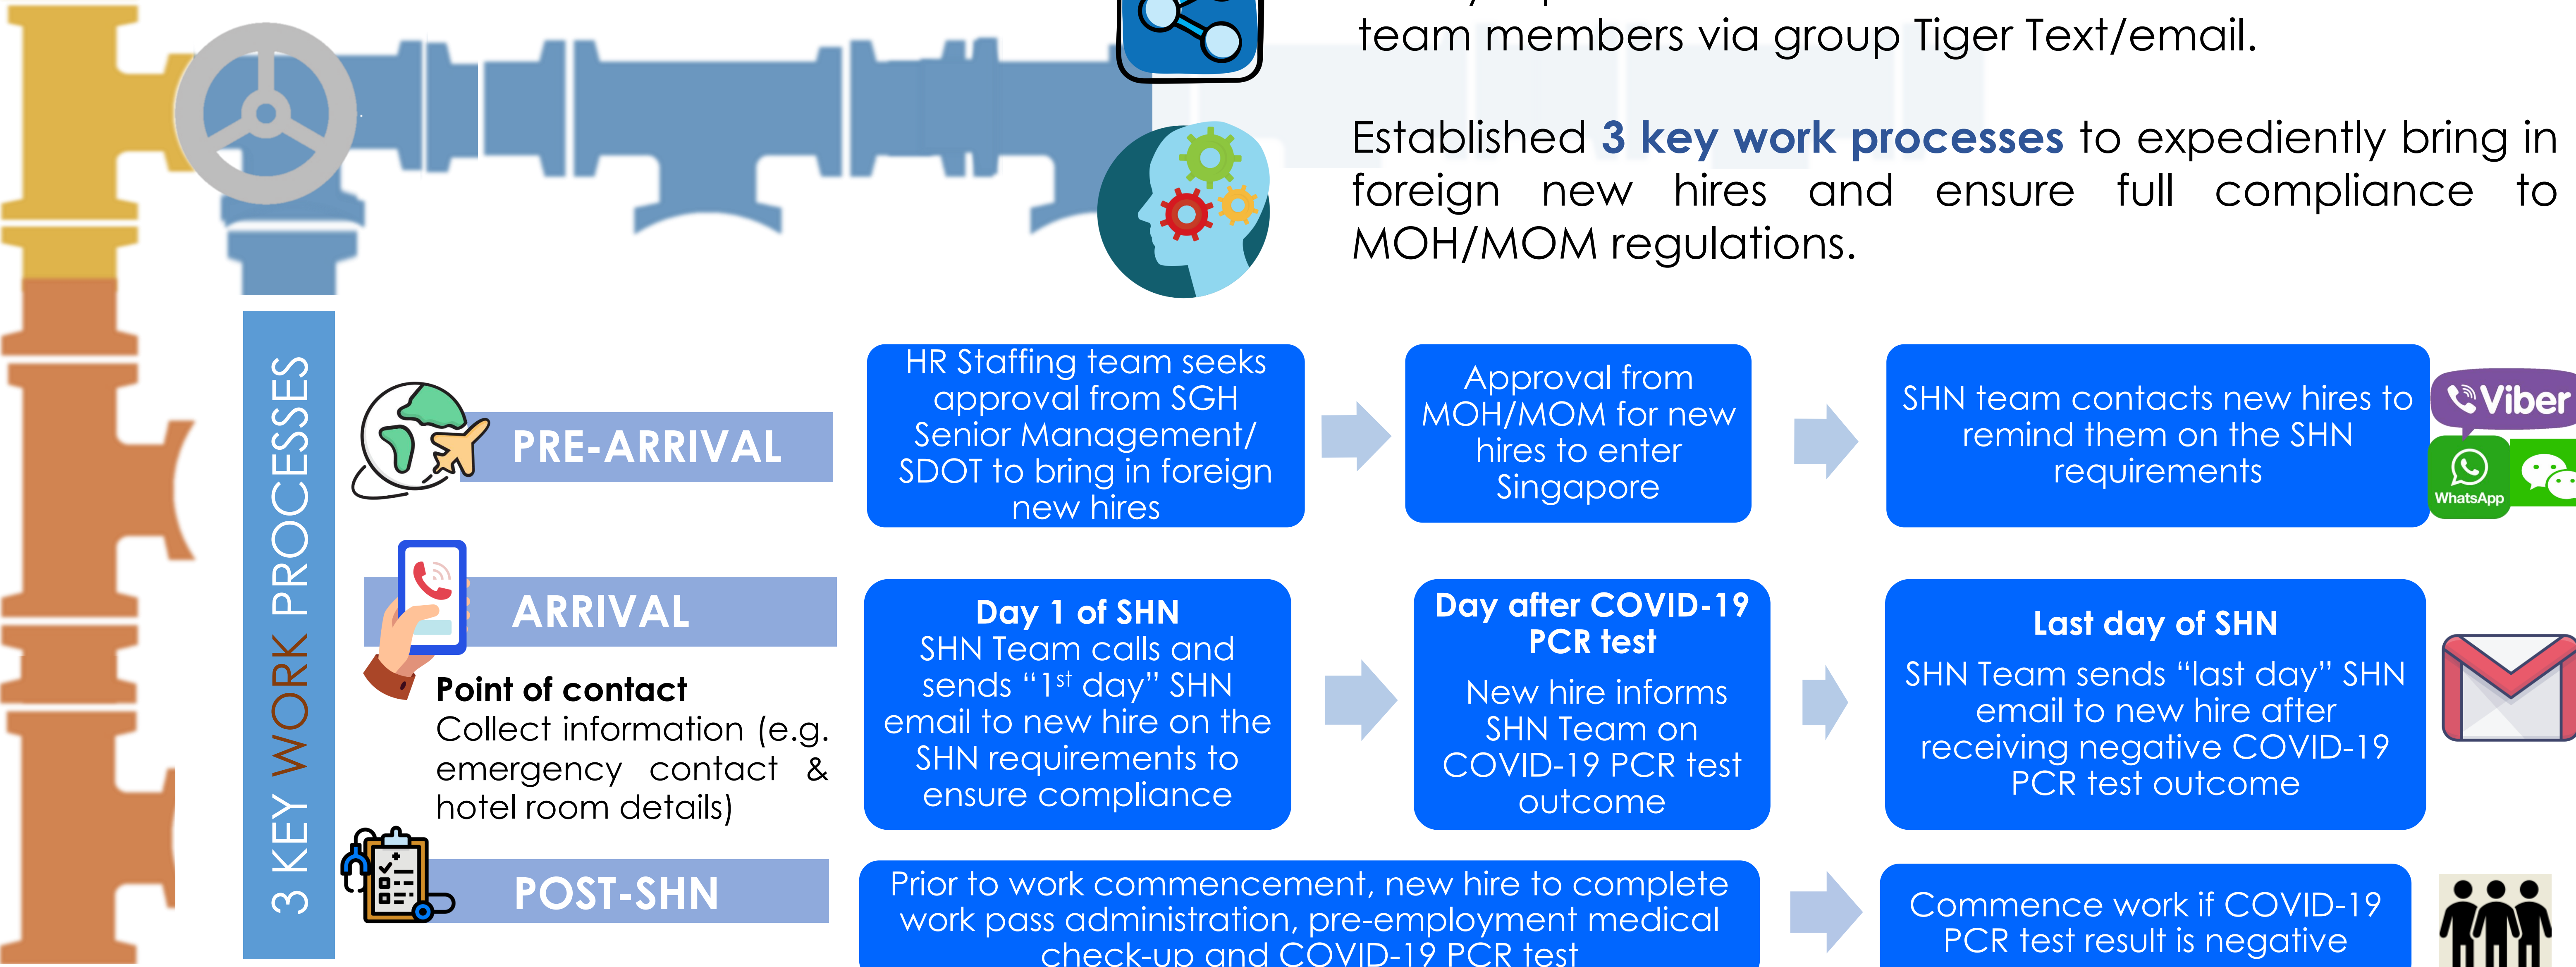 team members via group Tiger Text/email.
Established 3 key work processes to expediently bring in
foreign new hires and ensure full compliance to
MOH/MOM regulations.
3 KEY WORK PROCESSES
PRE-ARRIVAL
HR Staffing team seeks
approval from SGH
Senior Management/
SDOT to bring in foreign
new hires
Approval from
MOH/MOM for new
hires to enter
Singapore
SHN team contacts new hires to
remind them on the SHN
requirements
Viber
WhatsApp
ARRIVAL
Point of contact
Collect information (e.g.
emergency contact &
hotel room details)
Day 1 of SHN
SHN Team calls and
sends “1st day” SHN
email to new hire on the
SHN requirements to
ensure compliance
Day after COVID-19
PCR test
New hire informs
SHN Team on
COVID-19 PCR test
outcome
Last day of SHN
SHN Team sends “last day” SHN
email to new hire after
receiving negative COVID-19
PCR test outcome
POST-SHN
Prior to work commencement, new hire to complete
work pass administration, pre-employment medical
check-up and COVID-19 PCR test
Commence work if COVID-19
PCR test result is negative